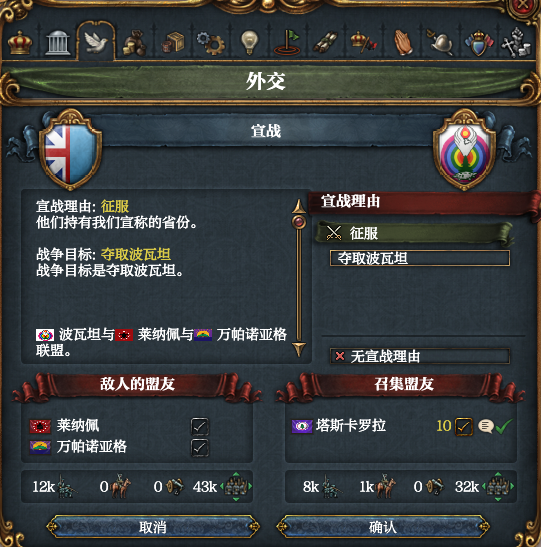 外交
宣战
宣战理由: 征服
他们持有我们宣称的省份。
战争目标: 夺取波瓦坦
战争目标是夺取波瓦坦。
波瓦坦与莱纳佩与万帕诺亚格
联盟。
宣战理由
征服
夺取波瓦坦
无宣战理由
敌人的盟友
莱纳佩
万帕诺亚格
12k 0 0 43k
召集盟友
塔斯卡罗拉 10
8k 1k 0 32k
取消
确认